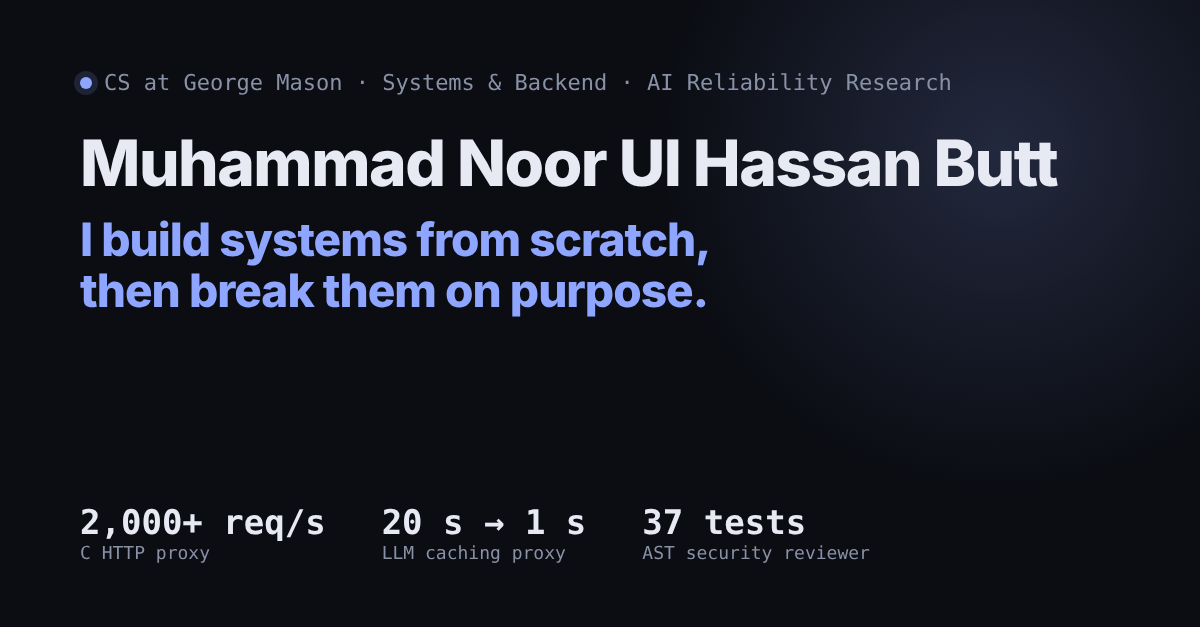 CS at George Mason · Systems & Backend · AI Reliability Research
Muhammad Noor Ul Hassan Butt
I build systems from scratch,
then break them on purpose.
2,000+ req/s
C HTTP proxy
20 s → 1 s
LLM caching proxy
37 tests
AST security reviewer